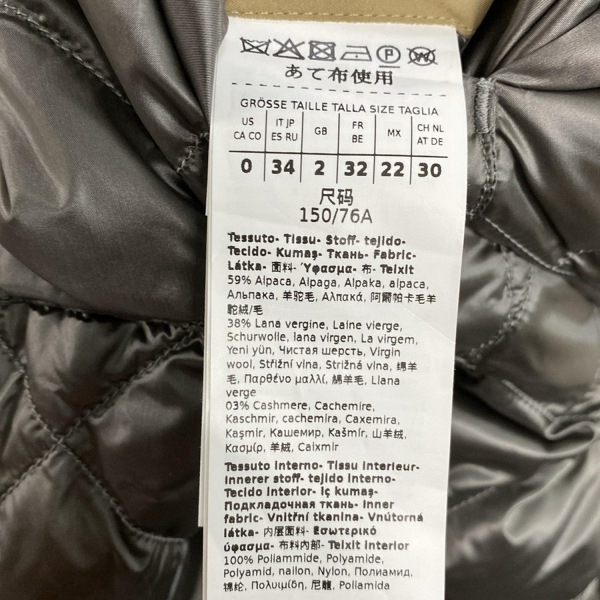 あて布使用
GRÖSSE TAILLE TALLA SIZE TAGLIA
US CA CO | IT JP ES RU | GB | FR BE | MX | CH NL AT DE
0 | 34 | 2 | 32 | 22 | 30
尺码
150/76A
Tessuto- Tissu- Stoff- tejido-
Tecido- Kumaş- Ткань- Fabric-
Látka- 面料- Ύφασμα- 布- Teixit
59% Alpaca, Alpaga, Alpaka, alpaca,
Альпака, 羊驼毛, Αλπακά, 阿爾帕卡毛羊
駝絨/毛
38% Lana vergine, Laine vierge,
Schurwolle, lana virgen, La virgem,
Yeni yün, Чистая шерсть, Virgin
wool, Střižní vlna, Strižná vlna, 绵羊
毛, Παρθένο μαλλί, 綿羊毛, Llana
verge
03% Cashmere, Cachemire,
Kaschmir, cachemira, Caxemira,
Kaşmir, Кашемир, Kašmír, 山羊绒,
Κασμίρ, 羊絨, Caixmir
Tessuto interno- Tissu interieur-
Innerer stoff- tejido interno-
Tecido interior- iç kumaş-
Подкладочная ткань- Inner
fabric- Vnitřní tkanina- Vnútorná
látka- 内层面料- Εσωτερικό
ύφασμα- 布料內部- Teixit interior
100% Poliammide, Polyamide,
Polyamid, nailon, Nylon, Полиамид,
锦纶, Πολυαμίδη, 尼龍, Poliamida